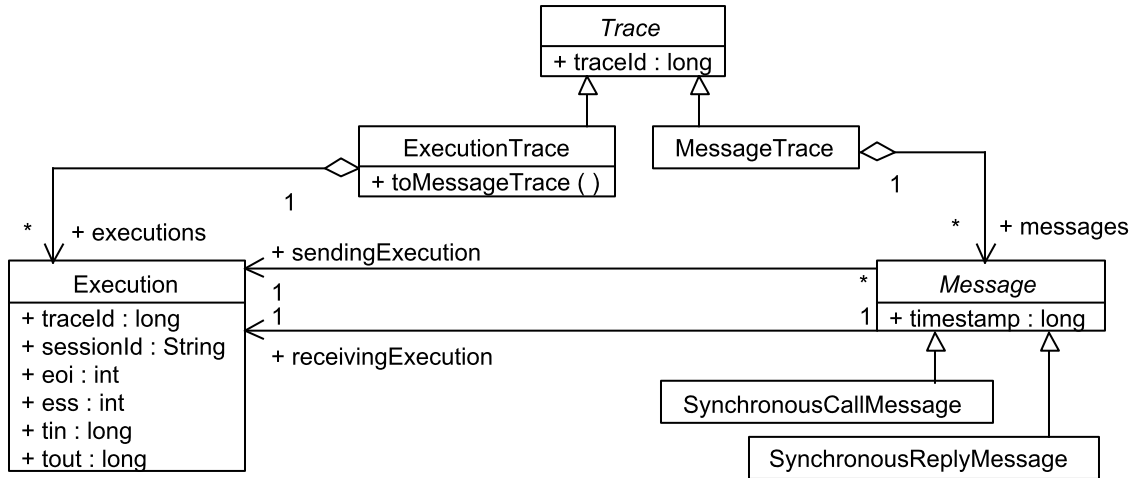 Trace
+ traceId : long
ExecutionTrace
+ toMessageTrace ( )
MessageTrace
1
1
*
+ executions
*
+ messages
+ sendingExecution
1
*
1
1
+ receivingExecution
Execution
+ traceId : long
+ sessionId : String
+ eoi : int
+ ess : int
+ tin : long
+ tout : long
Message
+ timestamp : long
SynchronousCallMessage
SynchronousReplyMessage